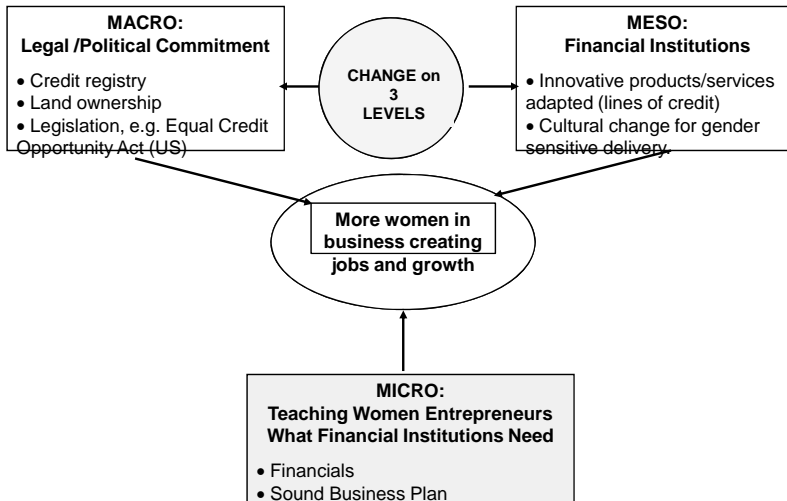 MACRO:
Legal /Political Commitment
• Credit registry
• Land ownership
• Legislation, e.g. Equal Credit
Opportunity Act (US)
CHANGE on
3
LEVELS
MESO:
Financial Institutions
• Innovative products/services
adapted (lines of credit)
• Cultural change for gender
sensitive delivery.
More women in
business creating
jobs and growth
MICRO:
Teaching Women Entrepreneurs
What Financial Institutions Need
• Financials
• Sound Business Plan